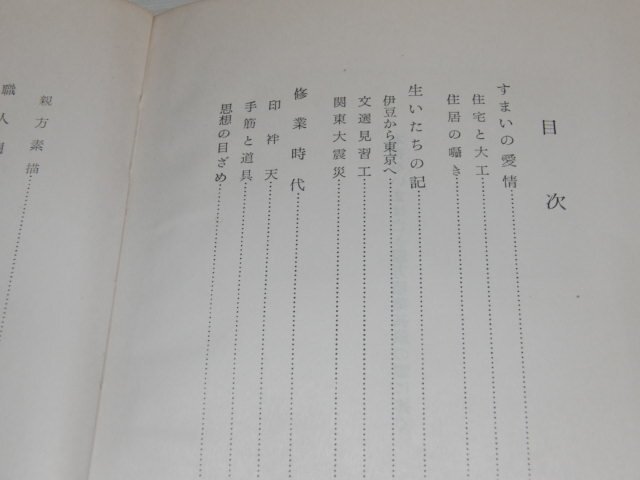 目次
すまいの愛情
住宅と大工
住居の囁き
生いたちの記
伊豆から東京へ
文選見習工
関東大震災
修業時代
印袢天
手筋と道具
思想の目ざめ
親方素描
職人